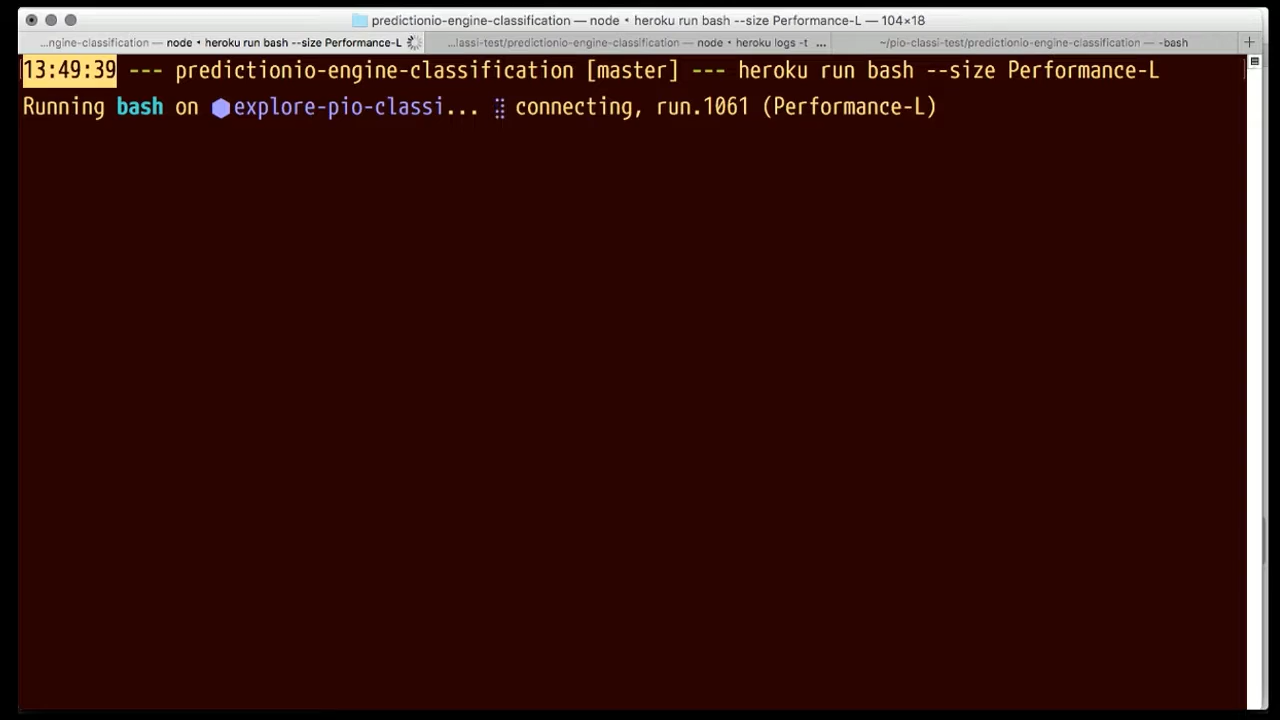 predictionio-engine-classification — node • heroku run bash --size Performance-L — 104×18
...ngine-classification — node • heroku run bash --size Performance-L ...lassi-test/predictionio-engine-classification — node • heroku logs -t ... ~/pio-classi-test/predictionio-engine-classification — -bash +
13:49:39 --- predictionio-engine-classification [master] --- heroku run bash --size Performance-L
Running bash on ⬢explore-pio-classi... ⣻ connecting, run.1061 (Performance-L)